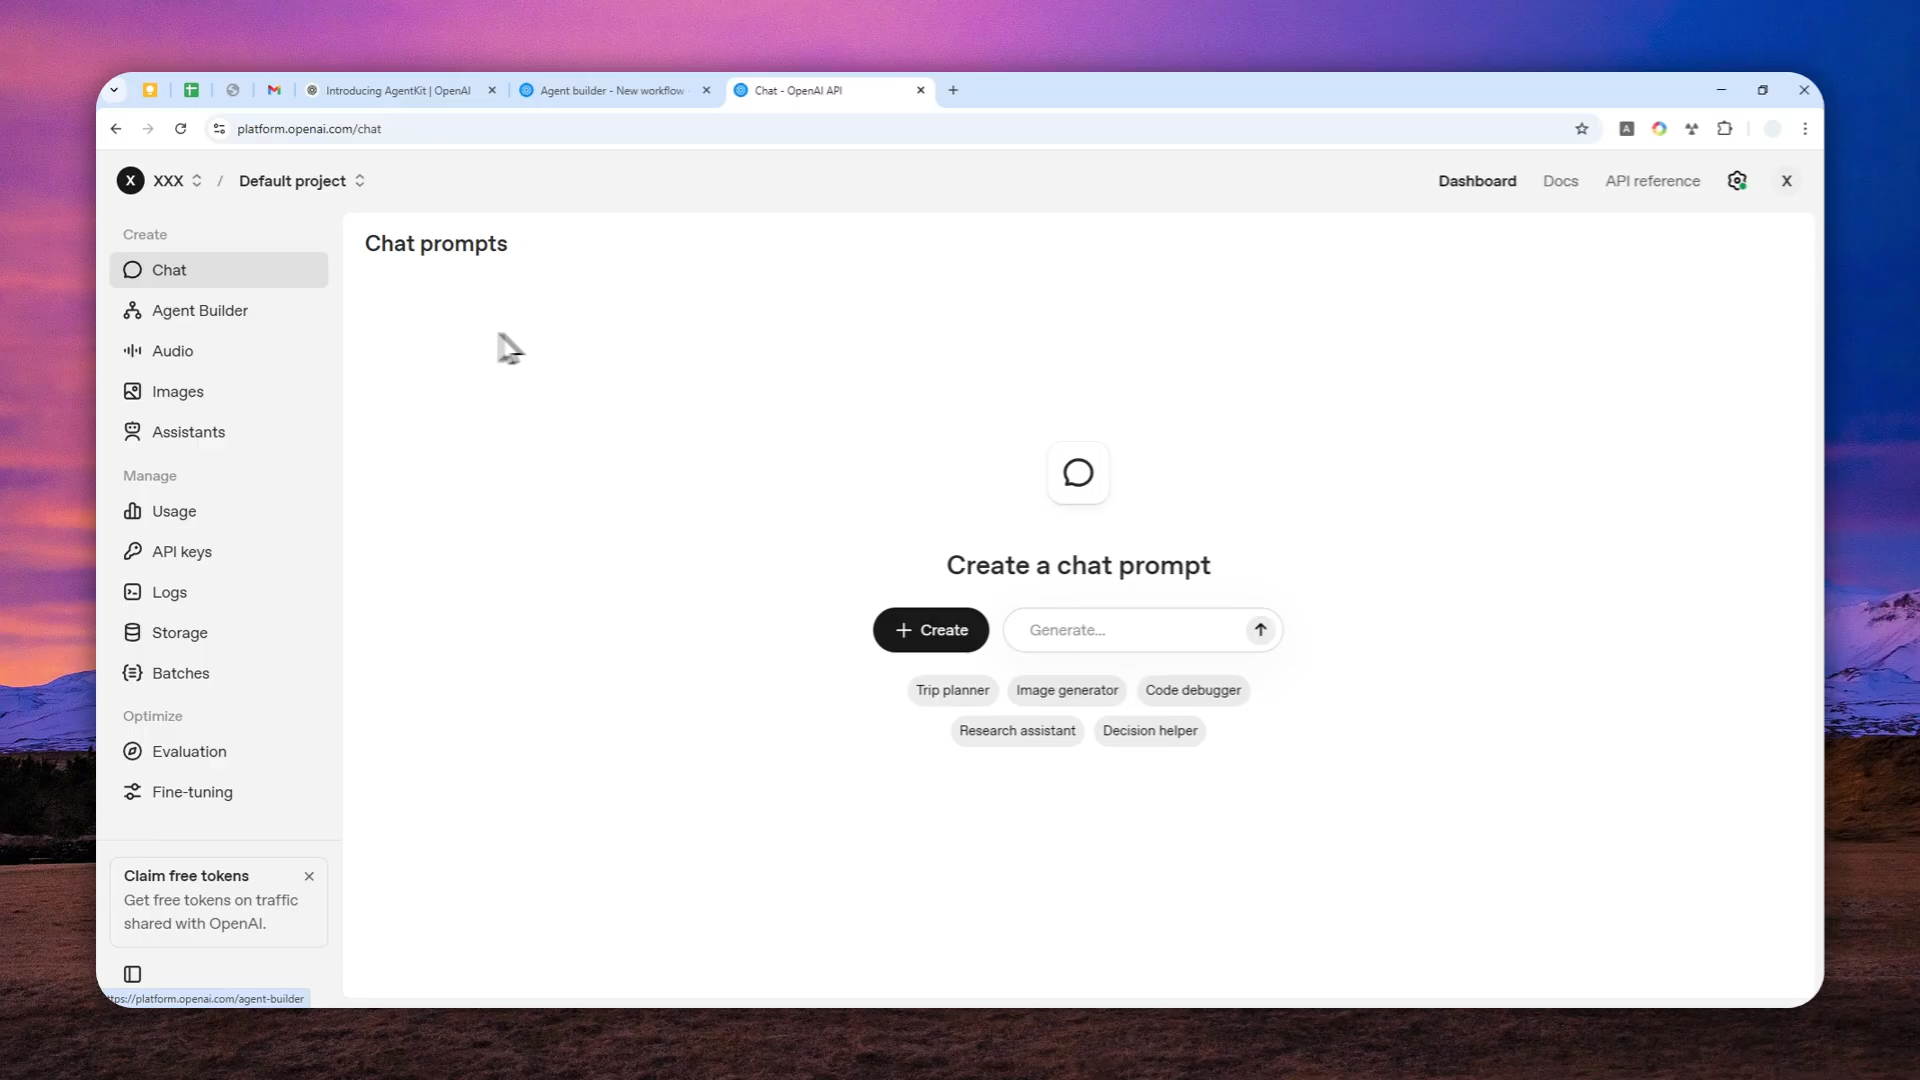 Introducing AgentKit | OpenAI
Agent builder - New workflow
Chat - OpenAI API
platform.openai.com/chat
X XXX / Default project
Dashboard Docs API reference X
Create
Chat
Agent Builder
Audio
Images
Assistants
Manage
Usage
API keys
Logs
Storage
Batches
Optimize
Evaluation
Fine-tuning
Claim free tokens
Get free tokens on traffic
shared with OpenAI.
ttps://platform.openai.com/agent-builder
Chat prompts
Create a chat prompt
+ Create
Generate...
Trip planner Image generator Code debugger
Research assistant Decision helper